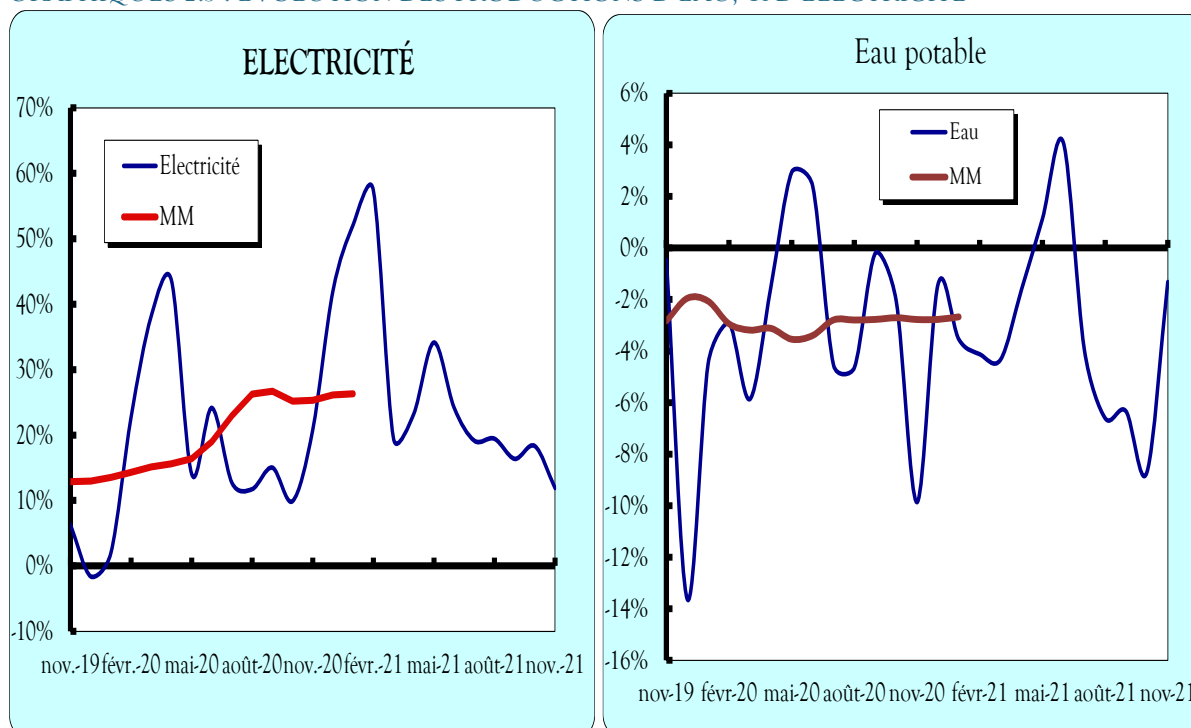 ELECTRICITÉ
70%
60%
50%
40%
30%
20%
10%
0%
-10%
Electricité
MM
nov.-19 févr.-20 mai-20 août-20 nov.-20 févr.-21 mai-21 août-21 nov.-21
Eau potable
6%
4%
2%
0%
-2%
-4%
-6%
-8%
-10%
-12%
-14%
-16%
Eau
MM
nov-19 févr-20 mai-20 août-20 nov-20 févr-21 mai-21 août-21 nov-21